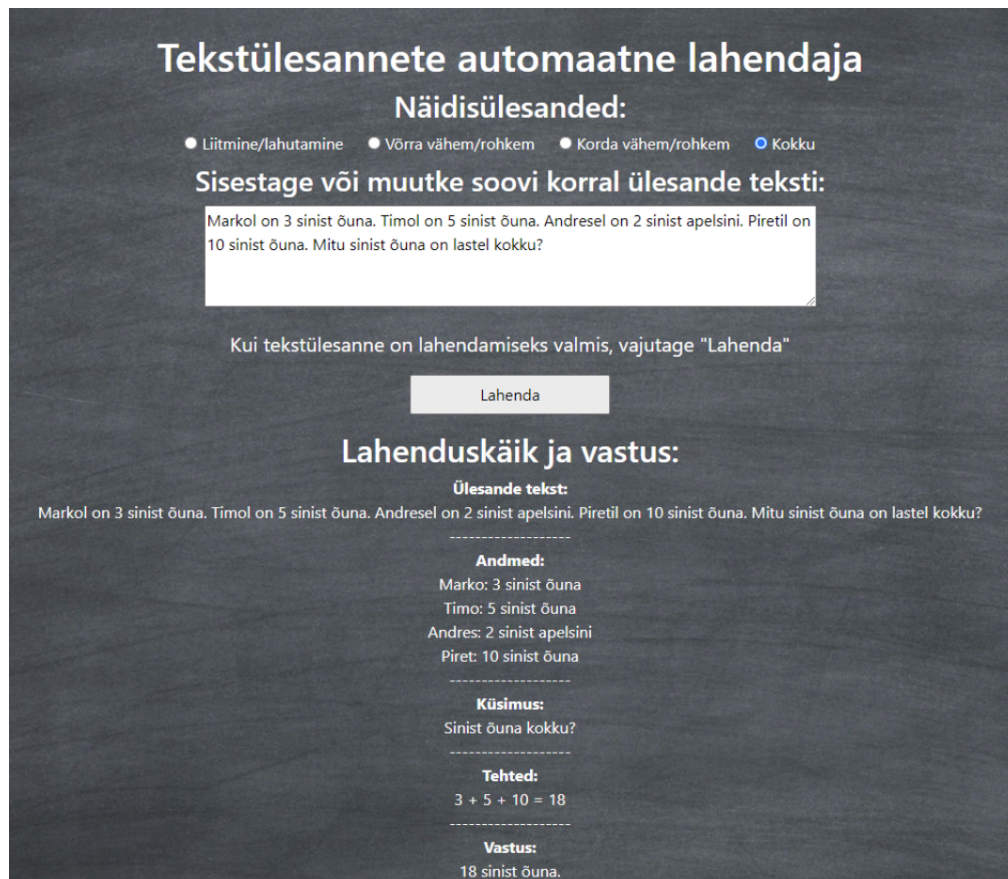 Tekstülesannete automaatne lahendaja
Näidisülesanded:
Liitmine/lahutamine Võrra vähem/rohkem Korda vähem/rohkem Kokku
Sisestage või muutke soovi korral ülesande teksti:
Markol on 3 sinist õuna. Timol on 5 sinist õuna. Andresel on 2 sinist apelsini. Piretil on
10 sinist õuna. Mitu sinist õuna on lastel kokku?
Kui tekstülesanne on lahendamiseks valmis, vajutage "Lahenda"
Lahenda
Lahenduskäik ja vastus:
Ülesande tekst:
Markol on 3 sinist õuna. Timol on 5 sinist õuna. Andresel on 2 sinist apelsini. Piretil on 10 sinist õuna. Mitu sinist õuna on lastel kokku?
-------------------
Andmed:
Marko: 3 sinist õuna
Timo: 5 sinist õuna
Andres: 2 sinist apelsini
Piret: 10 sinist õuna
-------------------
Küsimus:
Sinist õuna kokku?
-------------------
Tehted:
3 + 5 + 10 = 18
-------------------
Vastus:
18 sinist õuna.